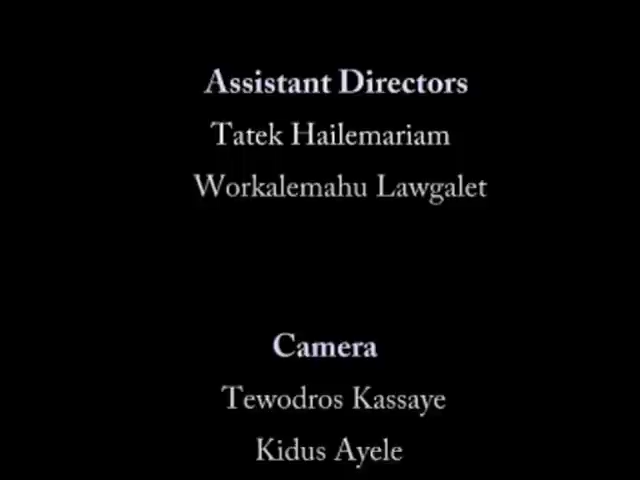 Assistant Directors
Tatek Hailemariam
Workalemahu Lawgalet
Camera
Tewodros Kassaye
Kidus Ayele